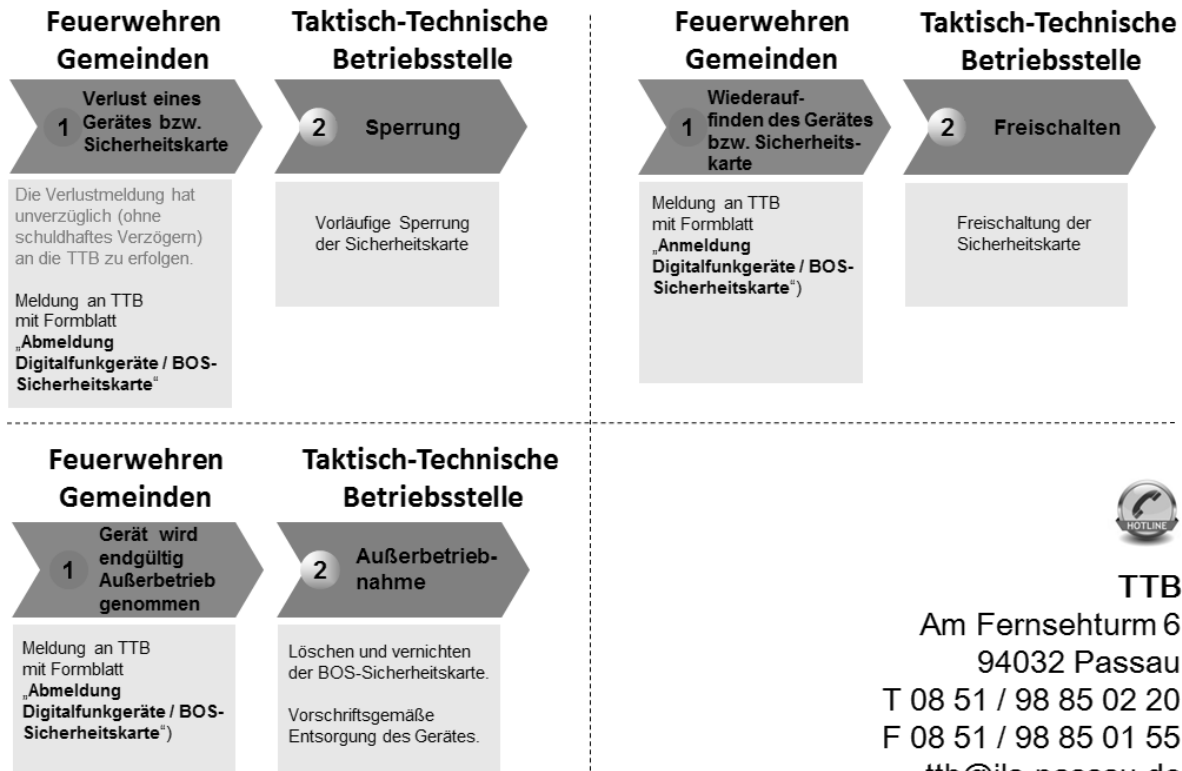 Feuerwehren
Gemeinden
Taktisch-Technische
Betriebsstelle
1
Verlust eines
Gerätes bzw.
Sicherheitskarte
2
Sperrung
Die Verlustmeldung hat
unverzüglich (ohne
schuldhaftes Verzögern)
an die TTB zu erfolgen.
Meldung an TTB
mit Formblatt
„Abmeldung
Digitalfunkgeräte / BOS-
Sicherheitskarte“
Vorläufige Sperrung
der Sicherheitskarte
Feuerwehren
Gemeinden
Taktisch-Technische
Betriebsstelle
1
Wiederauf-
finden des Gerätes
bzw. Sicherheits-
karte
2
Freischalten
Meldung an TTB
mit Formblatt
„Anmeldung
Digitalfunkgeräte / BOS-
Sicherheitskarte“)
Freischaltung der
Sicherheitskarte
Feuerwehren
Gemeinden
Taktisch-Technische
Betriebsstelle
1
Gerät wird
endgültig
Außerbetrieb
genommen
2
Außerbetrieb-
nahme
Meldung an TTB
mit Formblatt
„Abmeldung
Digitalfunkgeräte / BOS-
Sicherheitskarte“)
Löschen und vernichten
der BOS-Sicherheitskarte.
Vorschriftsgemäße
Entsorgung des Gerätes.
HOTLINE
TTB
Am Fernsehturm 6
94032 Passau
T 08 51 / 98 85 02 20
F 08 51 / 98 85 01 55
ttb@ils-passau.de